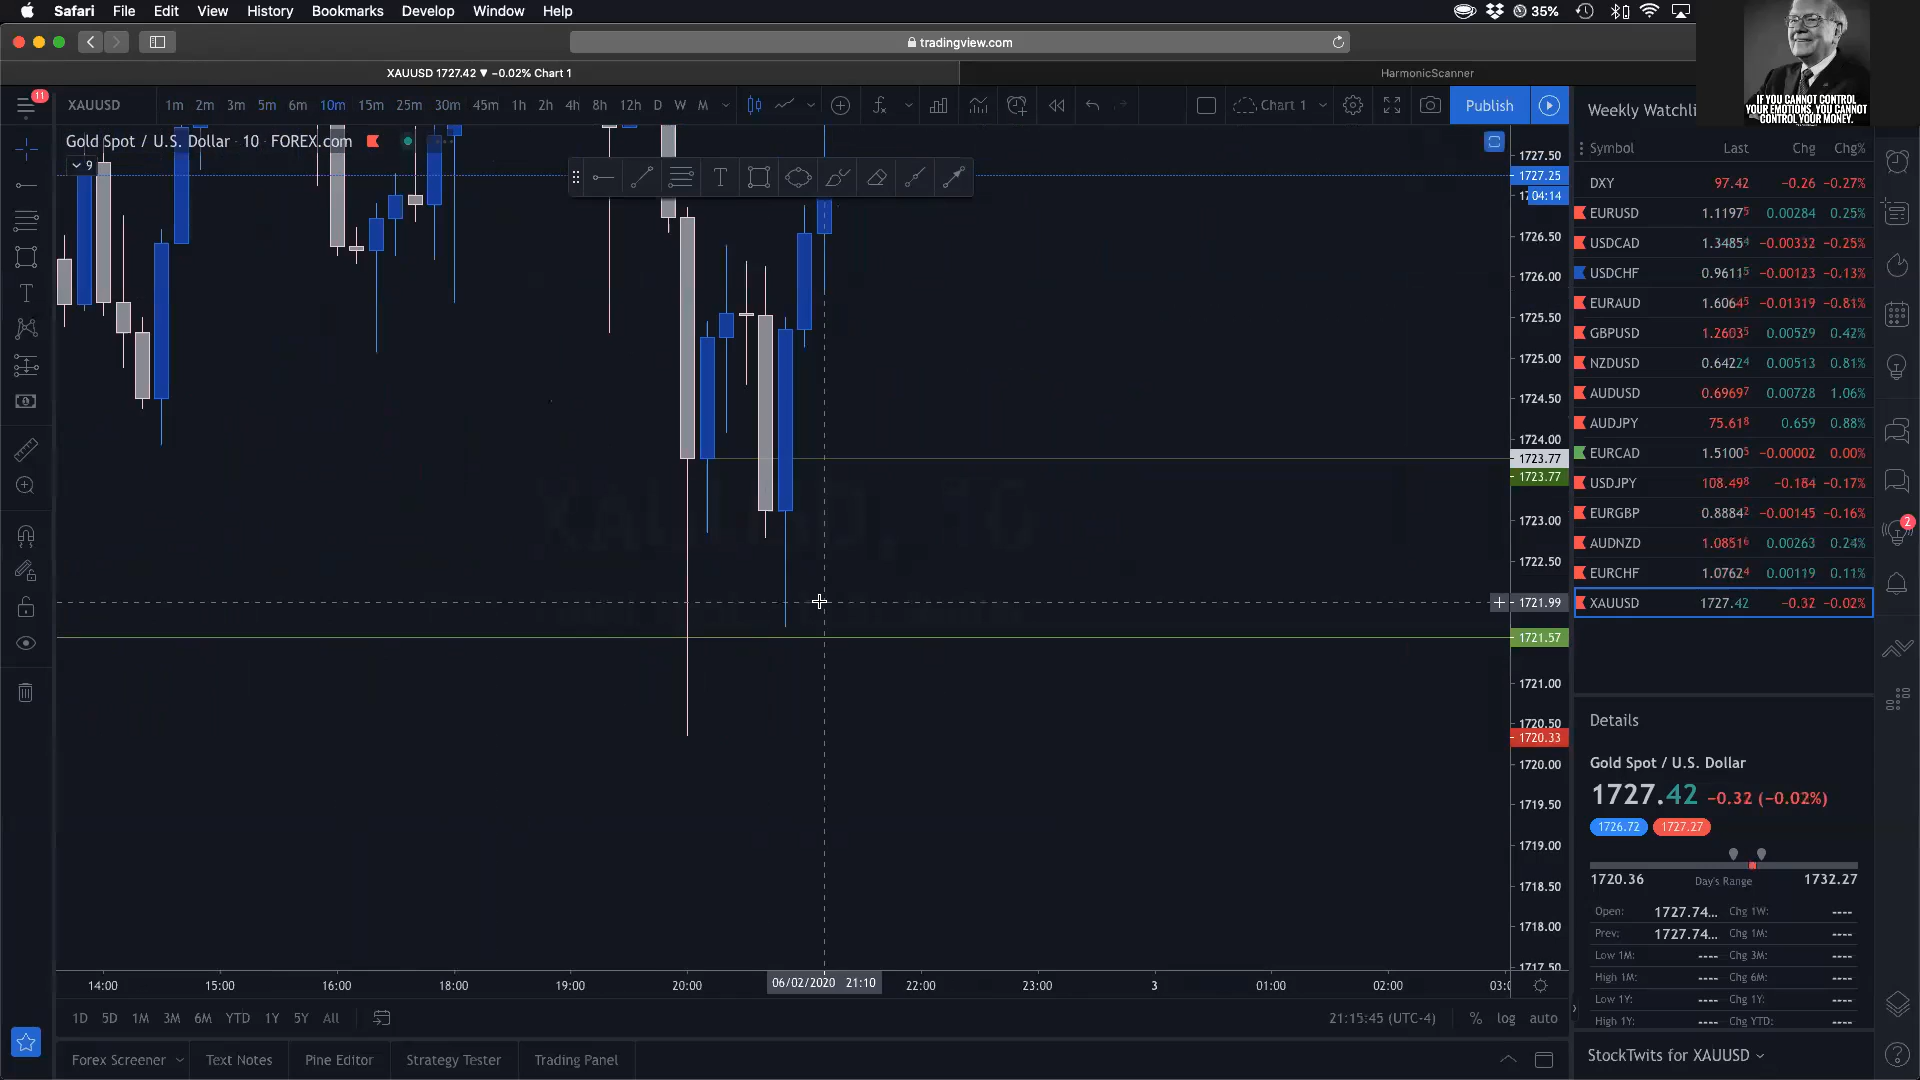 Safari File Edit View History Bookmarks Develop Window Help 35%
tradingview.com
XAUUSD 1727.42 ▼ −0.02% Chart 1
HarmonicScanner
IF YOU CANNOT CONTROL
YOUR EMOTIONS, YOU CANNOT
CONTROL YOUR MONEY.
11
XAUUSD 1m 2m 3m 5m 6m 10m 15m 25m 30m 45m 1h 2h 4h 8h 12h D W M Chart 1 Publish
Gold Spot / U.S. Dollar · 10 · FOREX.com
9
1727.50
1727.25
04:14
1726.50
1726.00
1725.50
1725.00
1724.50
1724.00
1723.77
1723.77
1723.00
1722.50
1721.99
1721.57
1721.00
1720.50
1720.33
1720.00
1719.50
1719.00
1718.50
1718.00
1717.50
14:00 15:00 16:00 18:00 19:00 20:00 06/02/2020 21:10 22:00 23:00 3 01:00 02:00
1D 5D 1M 3M 6M YTD 1Y 5Y All
21:15:45 (UTC-4) % log auto
Forex Screener Text Notes Pine Editor Strategy Tester Trading Panel
Symbol Last Chg Chg%
DXY 97.42 −0.26 −0.27%
EURUSD 1.11975 0.00284 0.25%
USDCAD 1.34854 −0.00332 −0.25%
USDCHF 0.96115 −0.00123 −0.13%
EURAUD 1.60645 −0.01319 −0.81%
GBPUSD 1.26035 0.00529 0.42%
NZDUSD 0.64224 0.00513 0.81%
AUDUSD 0.69697 0.00728 1.06%
AUDJPY 75.618 0.659 0.88%
EURCAD 1.51005 −0.00002 0.00%
USDJPY 108.498 −0.184 −0.17%
EURGBP 0.88842 −0.00145 −0.16%
AUDNZD 1.08516 0.00263 0.24%
EURCHF 1.07624 0.00119 0.11%
XAUUSD 1727.42 −0.32 −0.02%
2
Details
Gold Spot / U.S. Dollar
1727.42 −0.32 (−0.02%)
1726.72 1727.27
1720.36 Day's Range 1732.27
Open: 1727.74... Chg 1W: ----
Prev: 1727.74... Chg 1M: ----
Low 1M: ---- Chg 3M: ----
High 1M: ---- Chg 6M: ----
Low 1Y: ---- Chg 1Y: ----
High 1Y: ---- Chg YTD: ----
StockTwits for XAUUSD